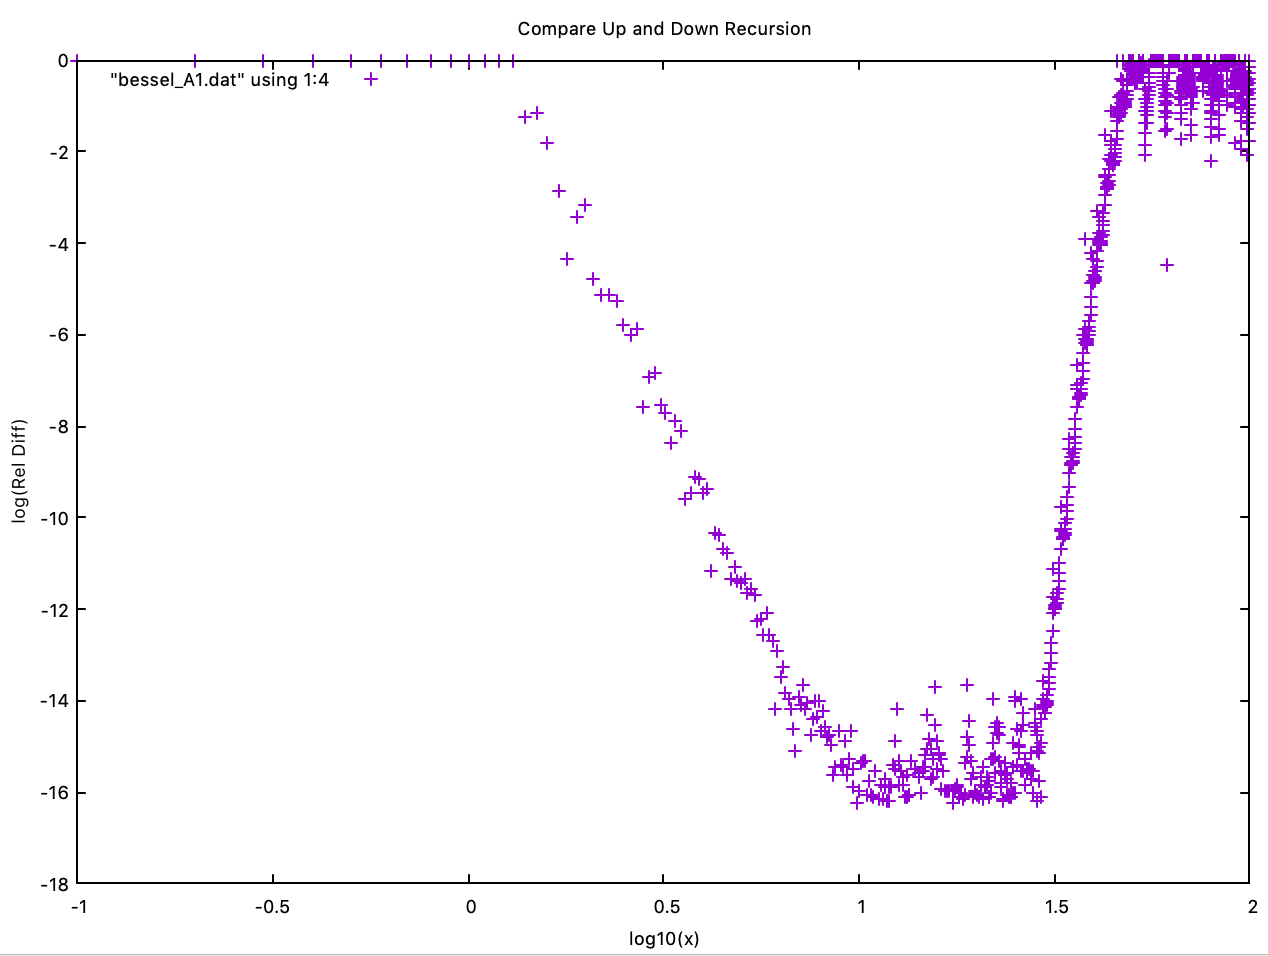 Compare Up and Down Recursion
0
"bessel_A1.dat" using 1:4
-2
-4
-6
-8
-10
-12
-14
-16
-18
log(Rel Diff)
-1 -0.5 0 0.5 1 1.5 2
log10(x)